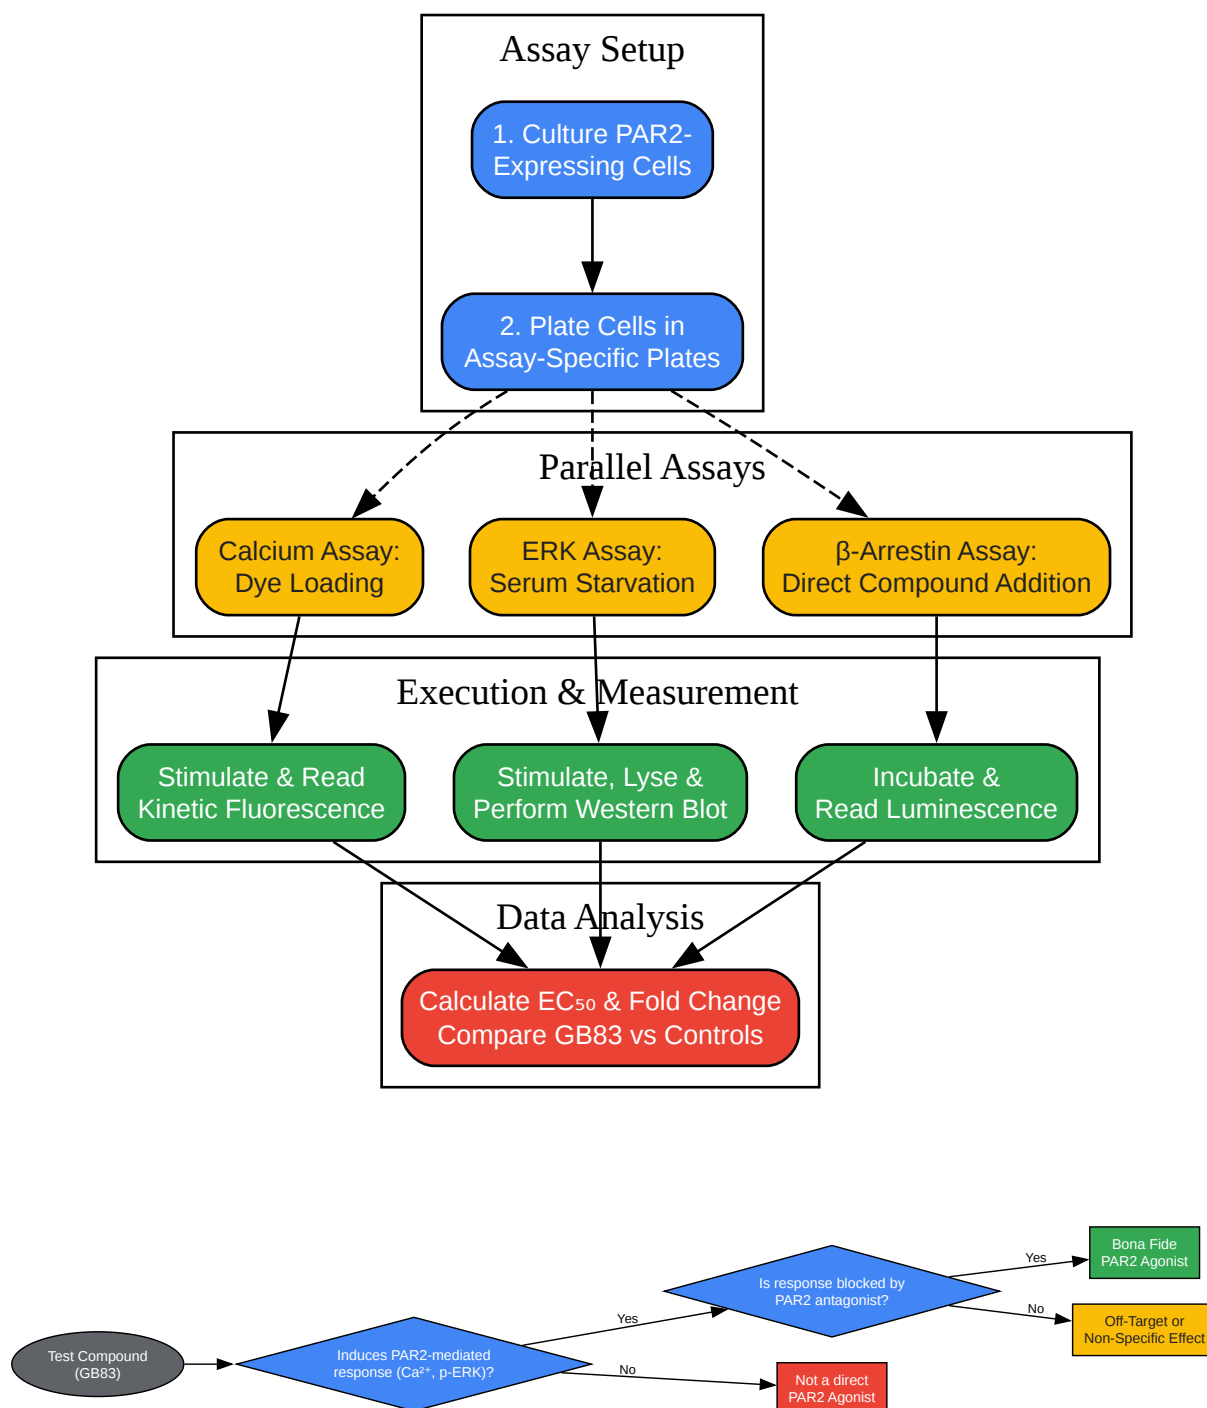 Assay Setup
1. Culture PAR2-
Expressing Cells
2. Plate Cells in
Assay-Specific Plates
Parallel Assays
Calcium Assay:
Dye Loading
ERK Assay:
Serum Starvation
β-Arrestin Assay:
Direct Compound Addition
Execution & Measurement
Stimulate & Read
Kinetic Fluorescence
Stimulate, Lyse &
Perform Western Blot
Incubate &
Read Luminescence
Data Analysis
Calculate EC₅₀ & Fold Change
Compare GB83 vs Controls
Test Compound
(GB83)
Induces PAR2-mediated
response (Ca²⁺, p-ERK)?
Yes
No
Is response blocked by
PAR2 antagonist?
Not a direct
PAR2 Agonist
Yes
No
Bona Fide
PAR2 Agonist
Off-Target or
Non-Specific Effect